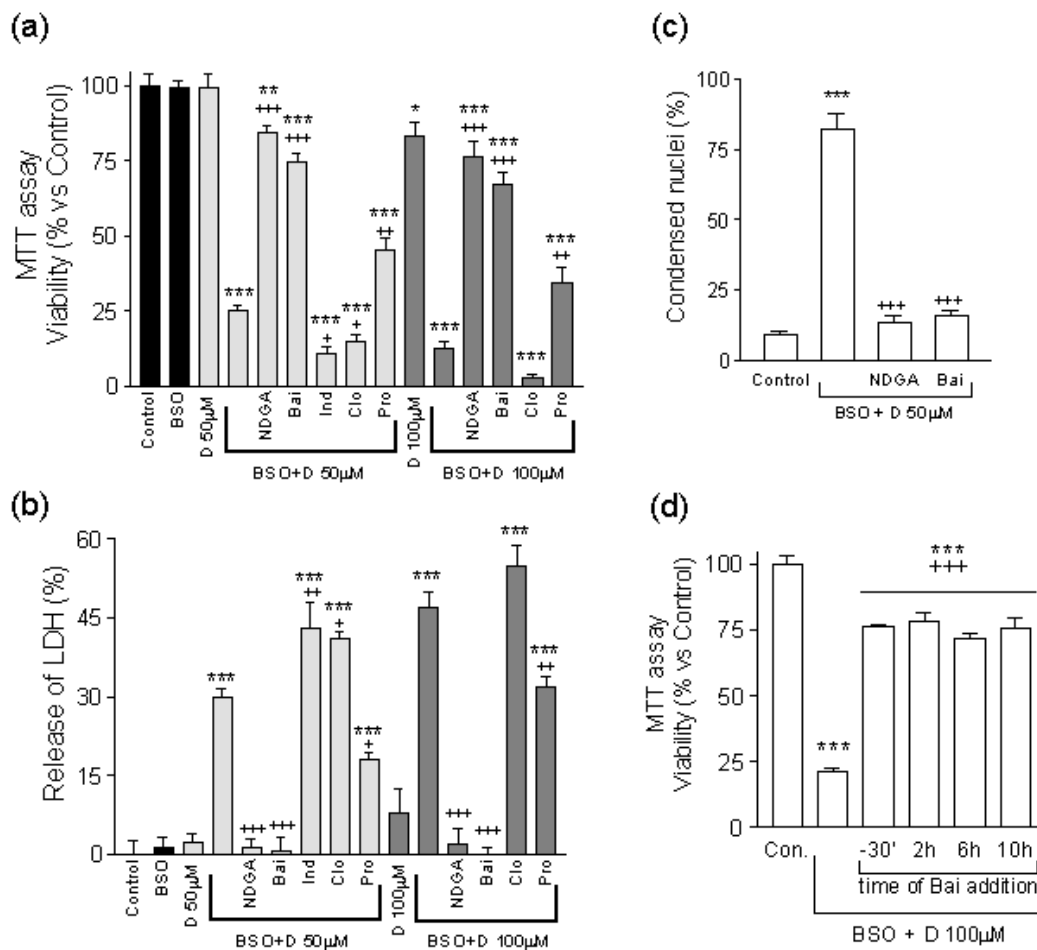 (a)
MTT assay
Viability (% vs Control)
100
75
50
25
0
***
**
+++
***
+++
***
+
***
+
***
++
*
***
***
+++
***
+++
***
***
++
Control
BSO
D 50µM
NDGA
Bai
Ind
Clo
Pro
D 100µM
NDGA
Bai
Clo
Pro
BSO+D 50µM
BSO+D 100µM
(c)
Condensed nuclei (%)
100
75
50
25
0
***
+++
+++
Control
NDGA
Bai
BSO + D 50µM
(b)
Release of LDH (%)
60
45
30
15
0
***
+++
+++
***
++
***
+
***
+
***
+++
+++
***
***
++
Control
BSO
D 50µM
NDGA
Bai
Ind
Clo
Pro
D 100µM
NDGA
Bai
Clo
Pro
BSO+D 50µM
BSO+D 100µM
(d)
MTT assay
Viability (% vs Control)
100
75
50
25
0
***
***
+++
Con.
-30' 2h 6h 10h
time of Bai addition
BSO + D 100µM